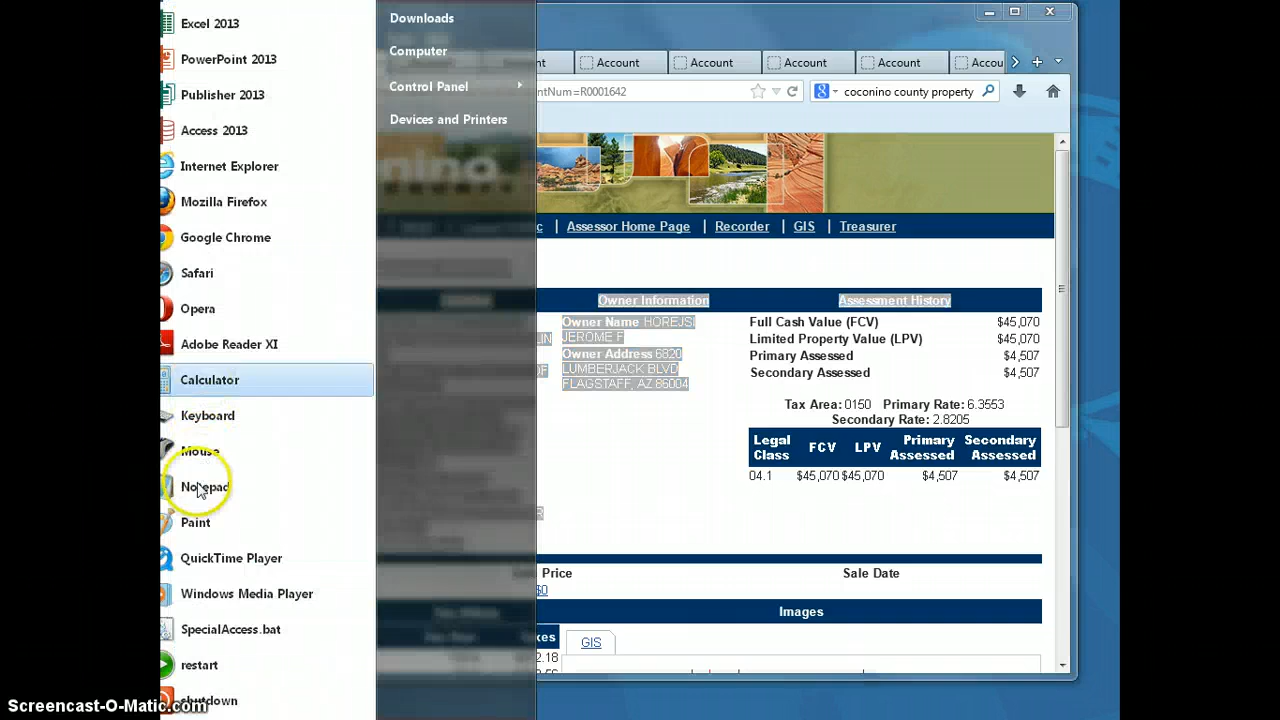 Excel 2013
PowerPoint 2013
Publisher 2013
Access 2013
Internet Explorer
Mozilla Firefox
Google Chrome
Safari
Opera
Adobe Reader XI
Calculator
Keyboard
Mouse
Notepad
Paint
QuickTime Player
Windows Media Player
SpecialAccess.bat
restart
shutdown
Downloads
Computer
Control Panel
Devices and Printers
nt Account Account Account Account Accou
ntNum=R0001642
coconino county property
Assessor Home Page | Recorder | GIS | Treasurer
Owner Information
Owner Name HOREJSI
JEROME F
Owner Address 6820
LUMBERJACK BLVD
FLAGSTAFF, AZ 86004
Assessment History
Full Cash Value (FCV) $45,070
Limited Property Value (LPV) $45,070
Primary Assessed $4,507
Secondary Assessed $4,507
Tax Area: 0150 Primary Rate: 6.3553
Secondary Rate: 2.8205
Legal Class FCV LPV Primary Assessed Secondary Assessed
04.1 $45,070 $45,070 $4,507 $4,507
Price Sale Date
$0
Images
xes
GIS
2.18
Screencast-O-Matic.com